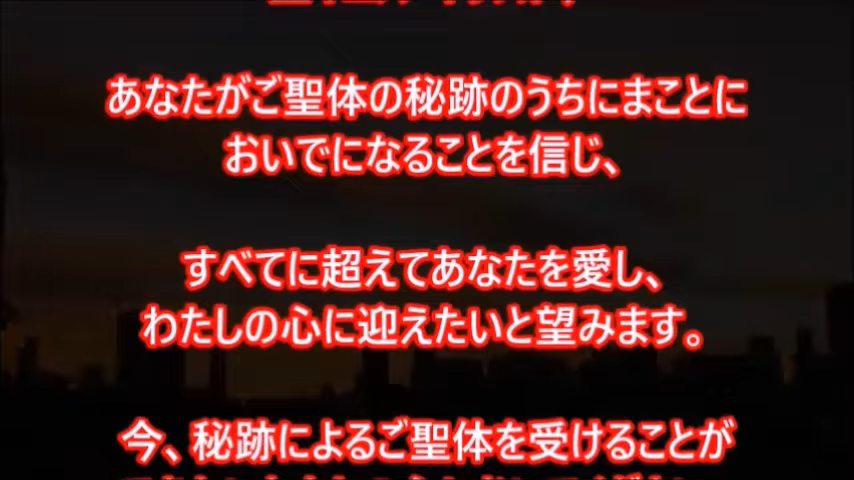 あなたがご聖体の秘跡のうちにまことに
おいでになることを信じ、
すべてに超えてあなたを愛し、
わたしの心に迎えたいと望みます。
今、秘跡によるご聖体を受けることが